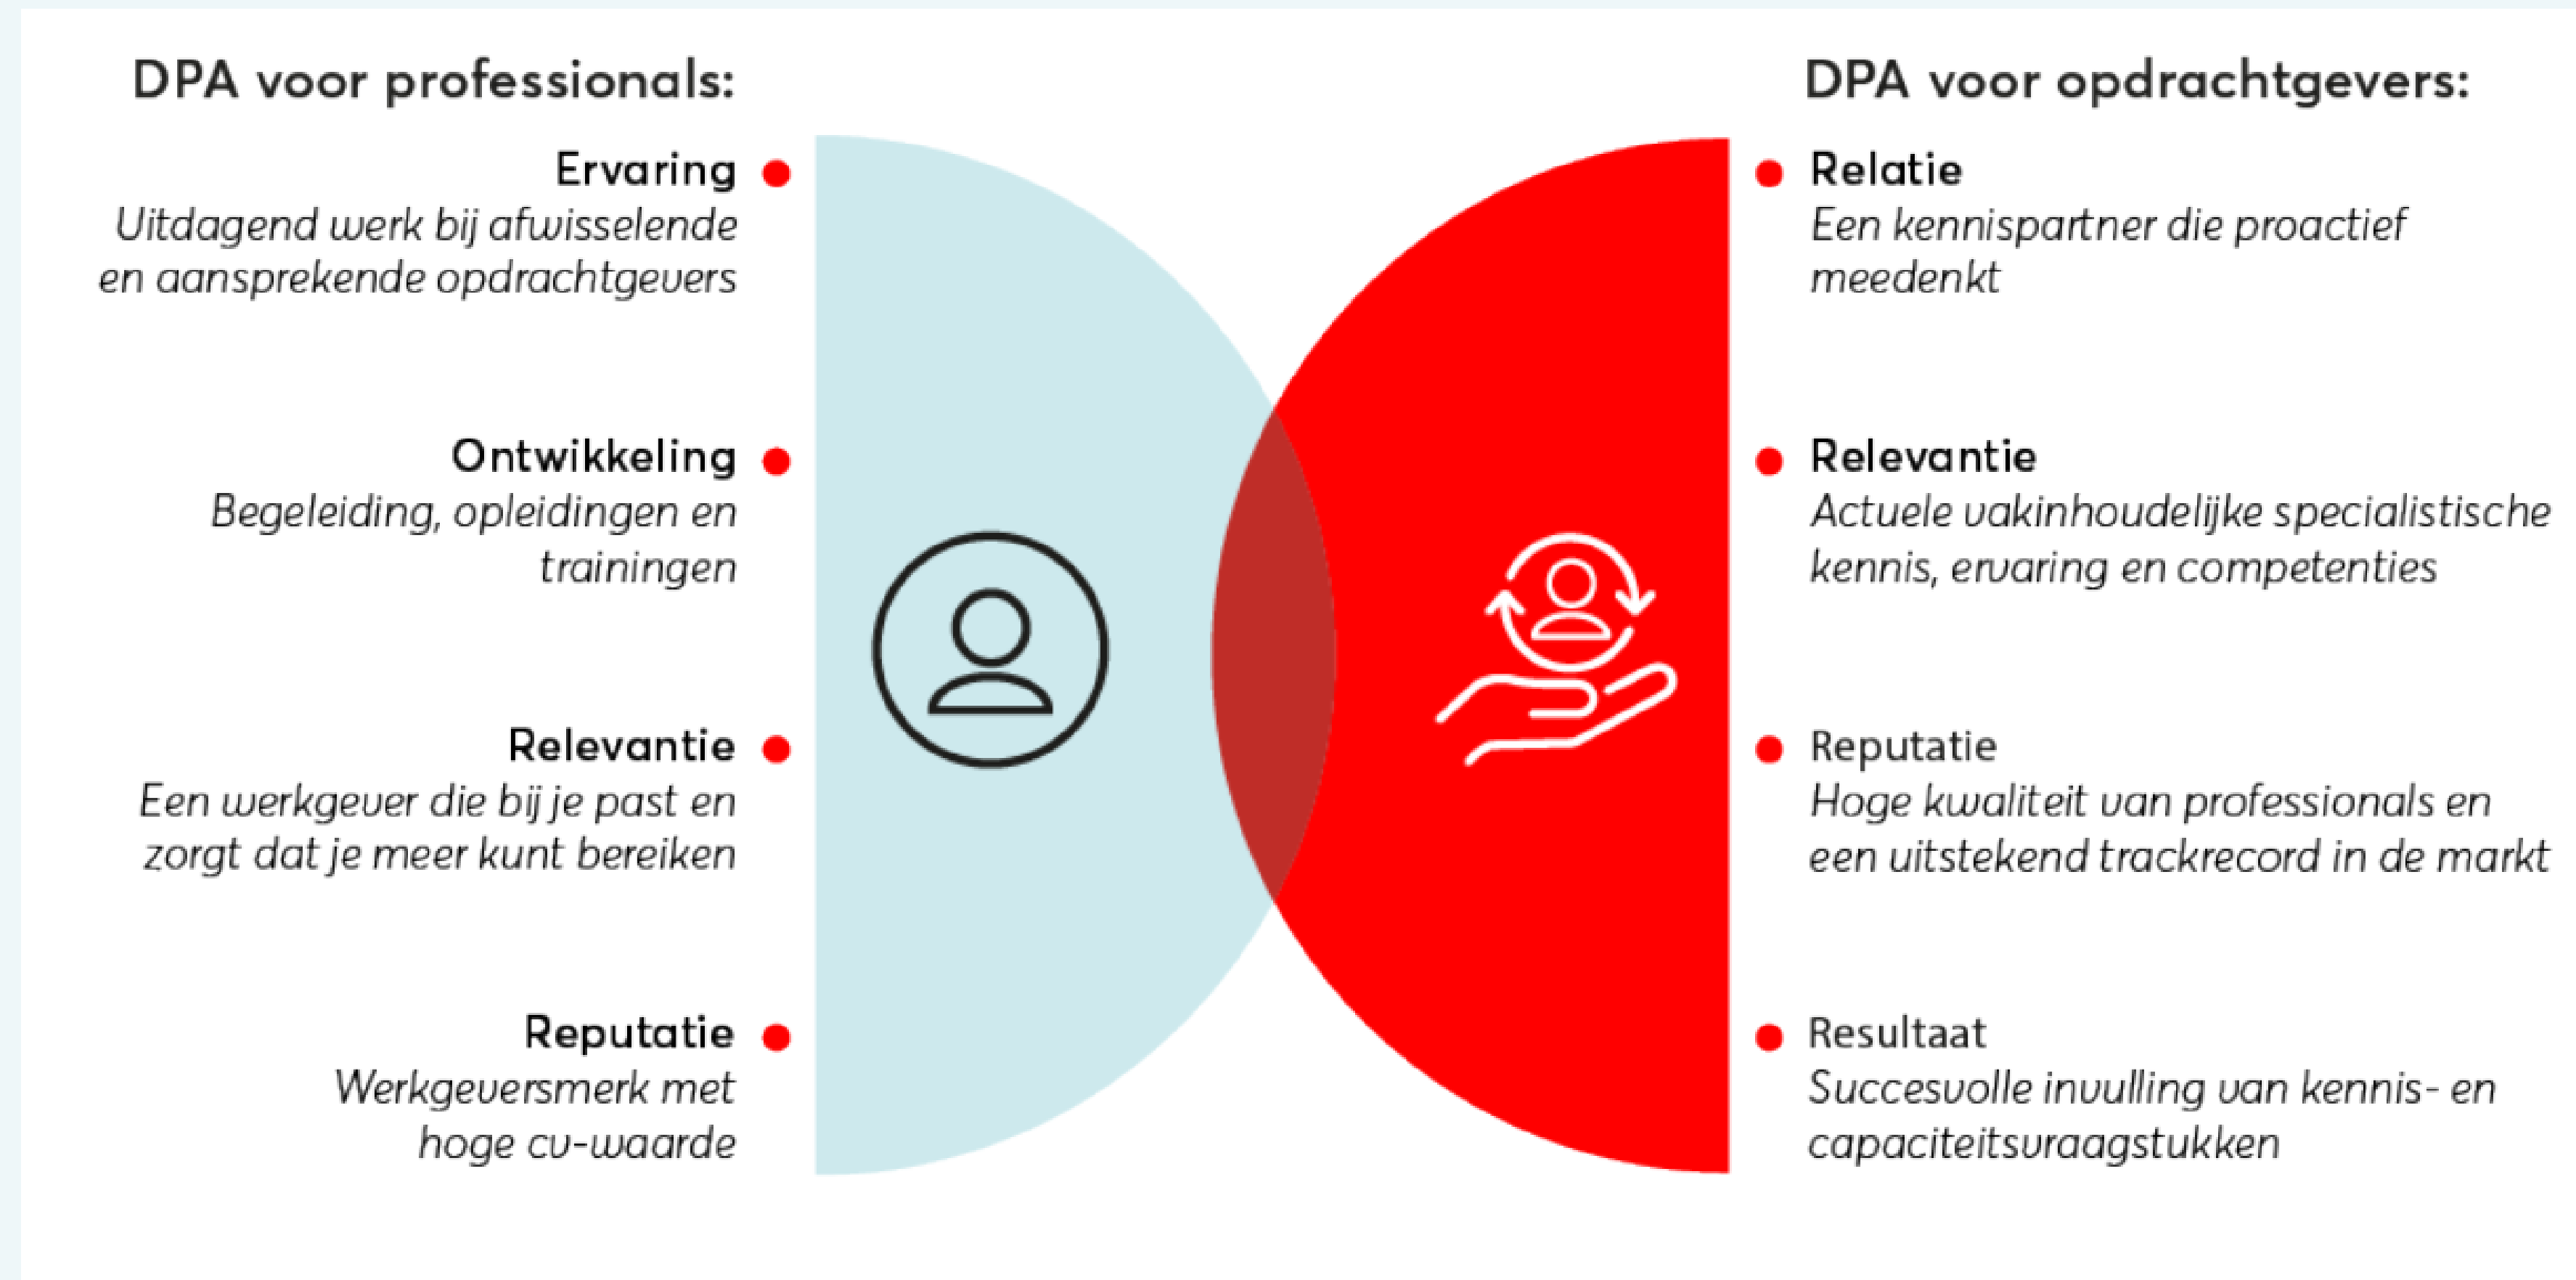 DPA voor professionals:
Ervaring
Uitdagend werk bij afwisselende
en aansprekende opdrachtgevers
Ontwikkeling
Begeleiding, opleidingen en
trainingen
Relevantie
Een werkgever die bij je past en
zorgt dat je meer kunt bereiken
Reputatie
Werkgeversmerk met
hoge cv-waarde
DPA voor opdrachtgevers:
Relatie
Een kennispartner die proactief
meedenkt
Relevantie
Actuele vakinhoudelijke specialistische
kennis, ervaring en competenties
Reputatie
Hoge kwaliteit van professionals en
een uitstekend trackrecord in de markt
Resultaat
Succesvolle invulling van kennis- en
capaciteitsvraagstukken